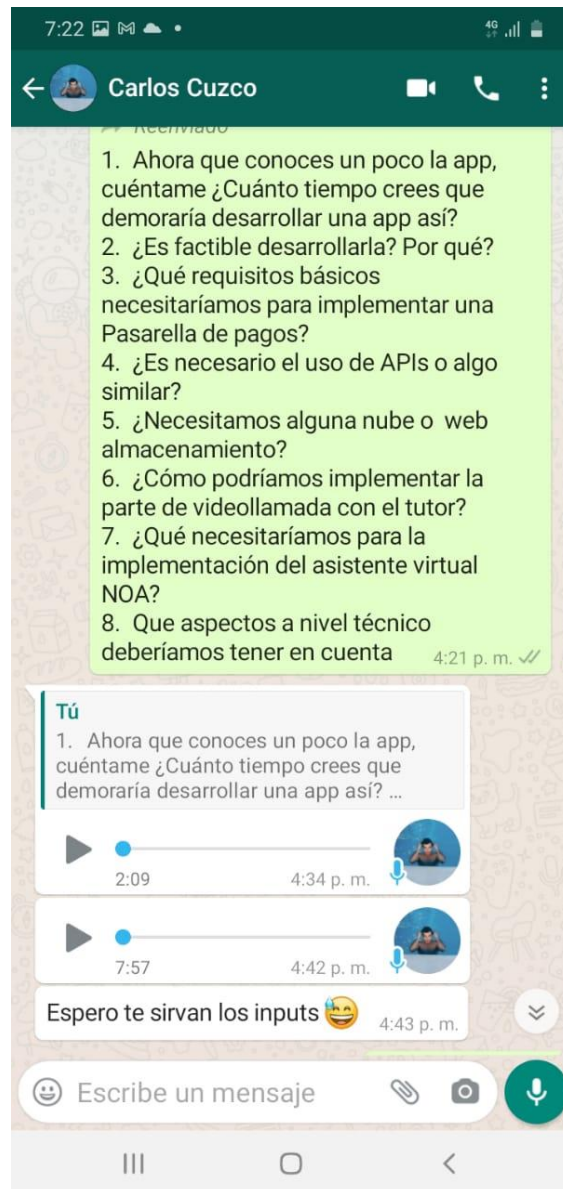 7:22
4G
Carlos Cuzco
Reenviado
1. Ahora que conoces un poco la app,
cuéntame ¿Cuánto tiempo crees que
demoraría desarrollar una app así?
2. ¿Es factible desarrollarla? Por qué?
3. ¿Qué requisitos básicos
necesitaríamos para implementar una
Pasarella de pagos?
4. ¿Es necesario el uso de APIs o algo
similar?
5. ¿Necesitamos alguna nube o web
almacenamiento?
6. ¿Cómo podríamos implementar la
parte de videollamada con el tutor?
7. ¿Qué necesitaríamos para la
implementación del asistente virtual
NOA?
8. Que aspectos a nivel técnico
deberíamos tener en cuenta 4:21 p. m.
Tú
1. Ahora que conoces un poco la app,
cuéntame ¿Cuánto tiempo crees que
demoraría desarrollar una app así? ...
2:09 4:34 p. m.
7:57 4:42 p. m.
Espero te sirvan los inputs 😅 4:43 p. m.
Escribe un mensaje